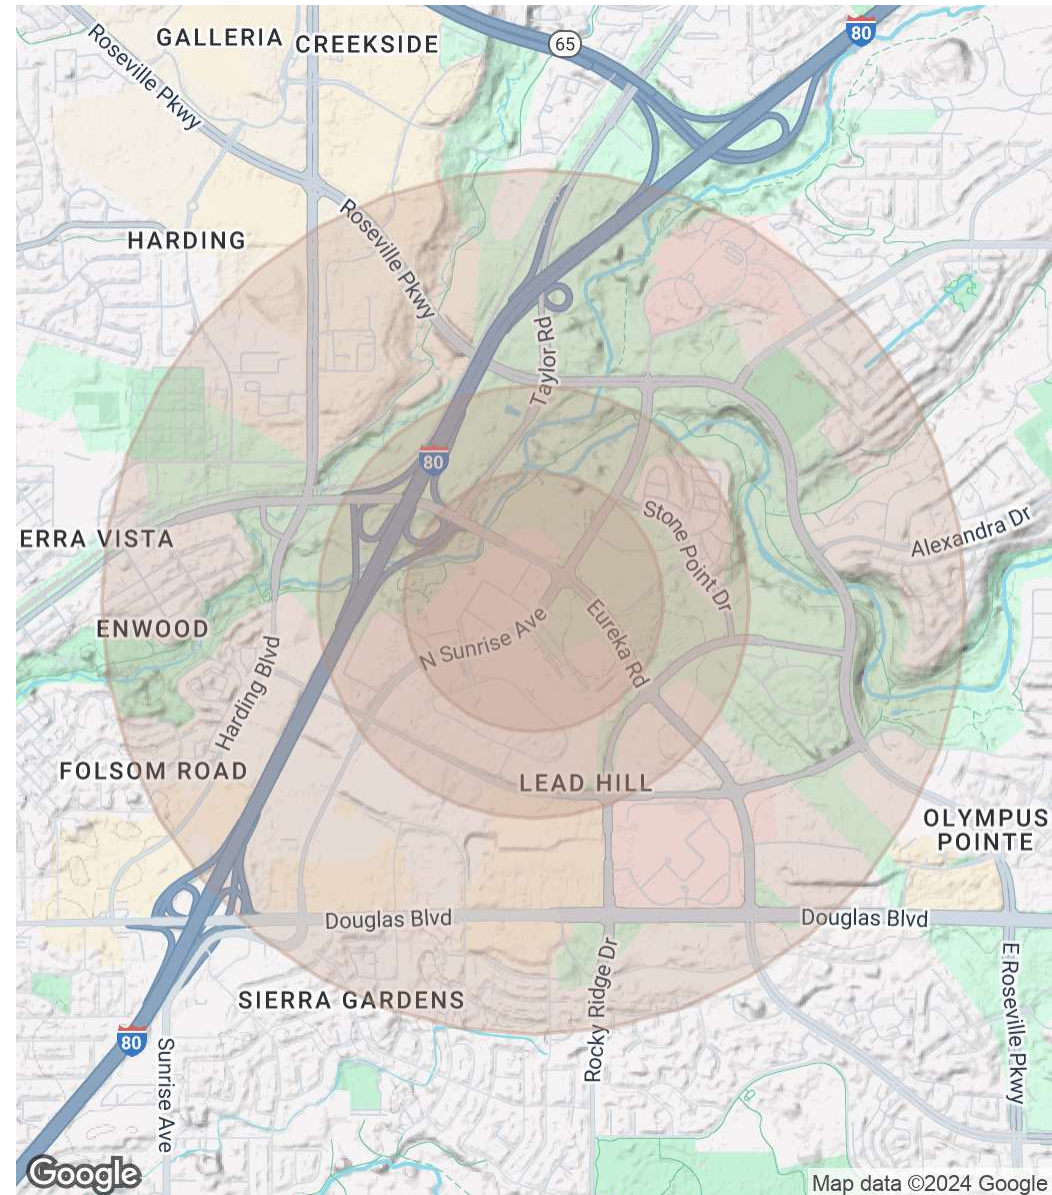 GALLERIA
CREEKSIDE
65
80
Roseville Pkwy
HARDING
Roseville Pkwy
Taylor Rd
80
Stone Point Dr
Alexandra Dr
ERRA VISTA
ENWOOD
N Sunrise Ave
Eureka Rd
Harding Blvd
FOLSOM ROAD
LEAD HILL
OLYMPUS
POINTE
Douglas Blvd
Douglas Blvd
SIERRA GARDENS
Rocky Ridge Dr
E Roseville Pkwy
80
Sunrise Ave
Google
Map data ©2024 Google